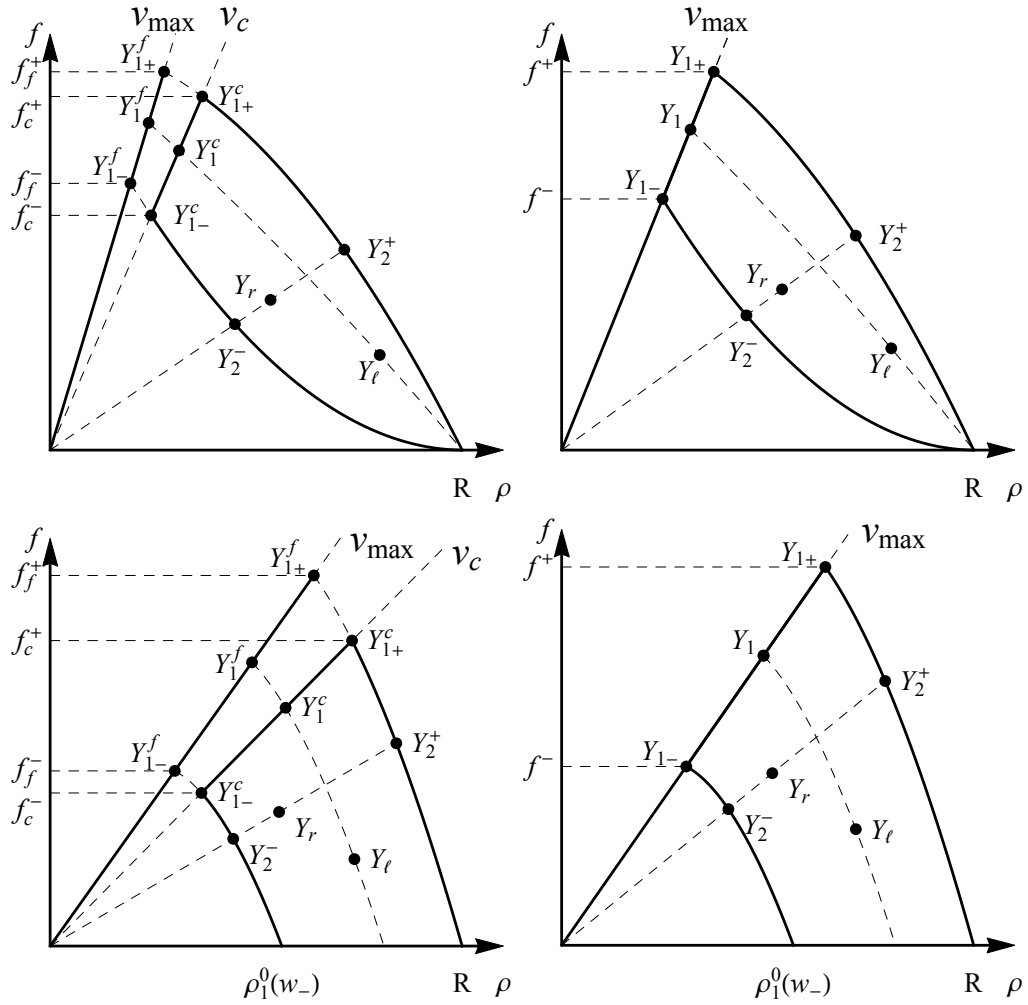 f
v_max
v_c
Y_{1±}^f
f_f^+
f_c^+
Y_{1+}^c
Y_1^f
Y_1^c
Y_{1-}^f
f_f^-
f_c^-
Y_{1-}^c
Y_2^+
Y_r
Y_2^-
Y_ℓ
R ρ
f
v_max
f^+
Y_{1±}
Y_1
f^-
Y_{1-}
Y_2^+
Y_r
Y_2^-
Y_ℓ
R ρ
f
v_max
v_c
Y_{1±}^f
f_f^+
f_c^+
Y_{1+}^c
Y_1^f
Y_1^c
Y_{1-}^f
f_f^-
f_c^-
Y_{1-}^c
Y_2^+
Y_r
Y_2^-
Y_ℓ
ρ_1^0(w_-) R ρ
f
v_max
f^+
Y_{1±}
Y_1
f^-
Y_{1-}
Y_2^+
Y_r
Y_2^-
Y_ℓ
ρ_1^0(w_-) R ρ